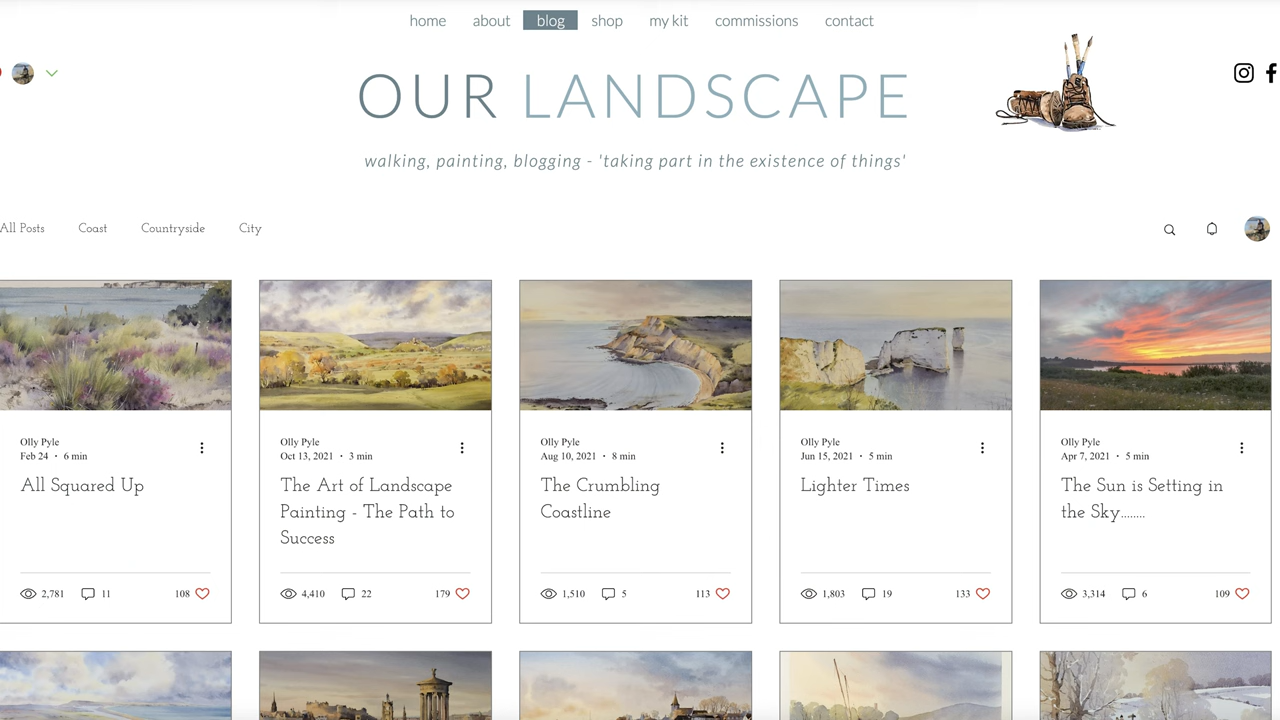 home about blog shop my kit commissions contact
OUR LANDSCAPE
walking, painting, blogging - 'taking part in the existence of things'
All Posts Coast Countryside City
Olly Pyle
Feb 24 · 6 min
All Squared Up
2,781 11 108
Olly Pyle
Oct 13, 2021 · 3 min
The Art of Landscape
Painting - The Path to
Success
4,410 22 179
Olly Pyle
Aug 10, 2021 · 8 min
The Crumbling
Coastline
1,510 5 113
Olly Pyle
Jun 15, 2021 · 5 min
Lighter Times
1,803 19 133
Olly Pyle
Apr 7, 2021 · 5 min
The Sun is Setting in
the Sky........
3,314 6 109